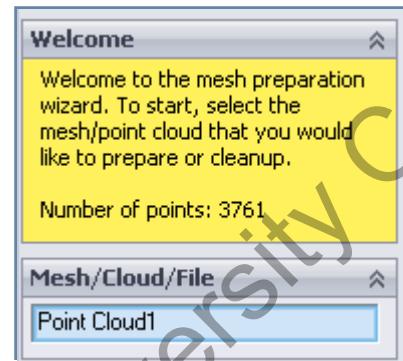 Welcome
Welcome to the mesh preparation
wizard. To start, select the
mesh/point cloud that you would
like to prepare or cleanup.
Number of points: 3761
Mesh/Cloud/File
Point Cloud1
ersity C